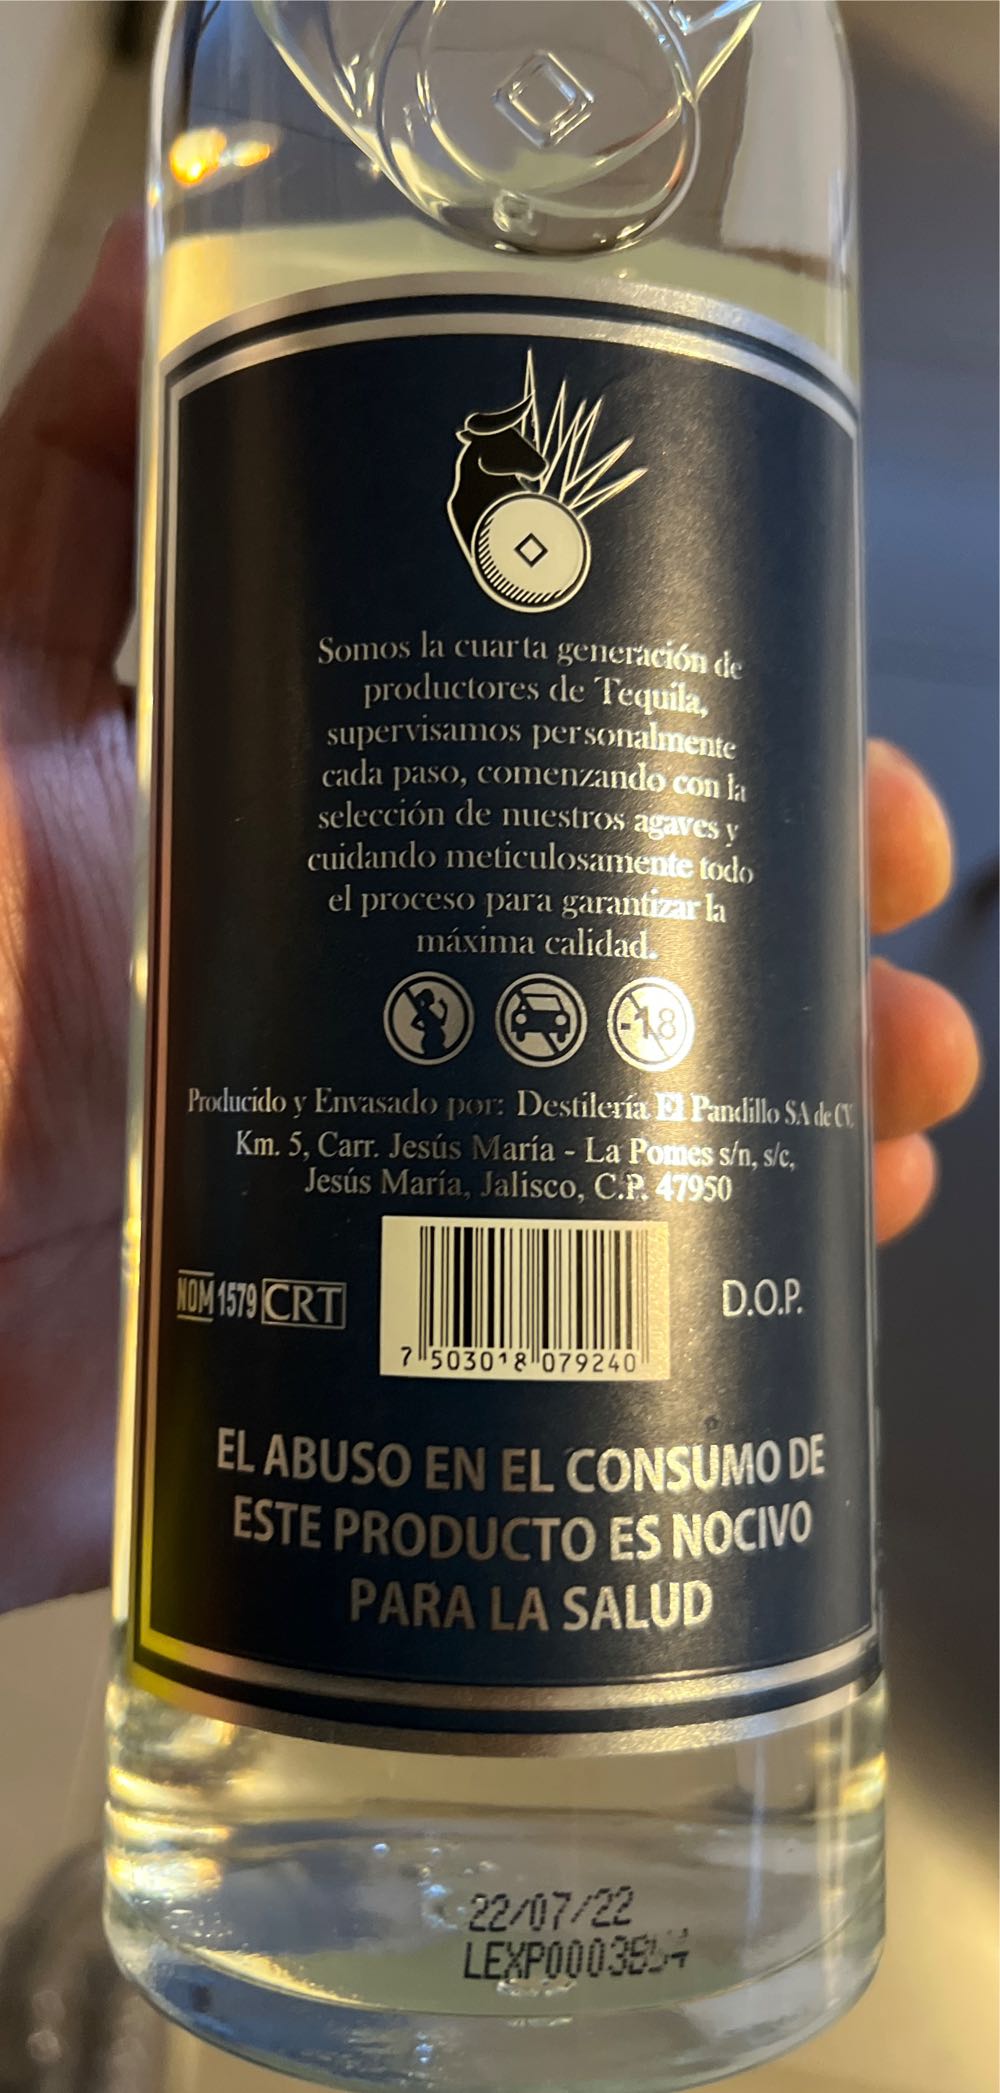 Somos la cuarta generación de
productores de Tequila,
supervisamos personalmente
cada paso, comenzando con la
selección de nuestros agaves y
cuidando meticulosamente todo
el proceso para garantizar la
máxima calidad.
-18
Producido y Envasado por: Destilería El Pandillo SA de CV.
Km. 5, Carr. Jesús María - La Pomes s/n, s/c,
Jesús María, Jalisco, C.P. 47950
NOM 1579 CRT
7 503018 079240
D.O.P.
EL ABUSO EN EL CONSUMO DE
ESTE PRODUCTO ES NOCIVO
PARA LA SALUD
22/07/22